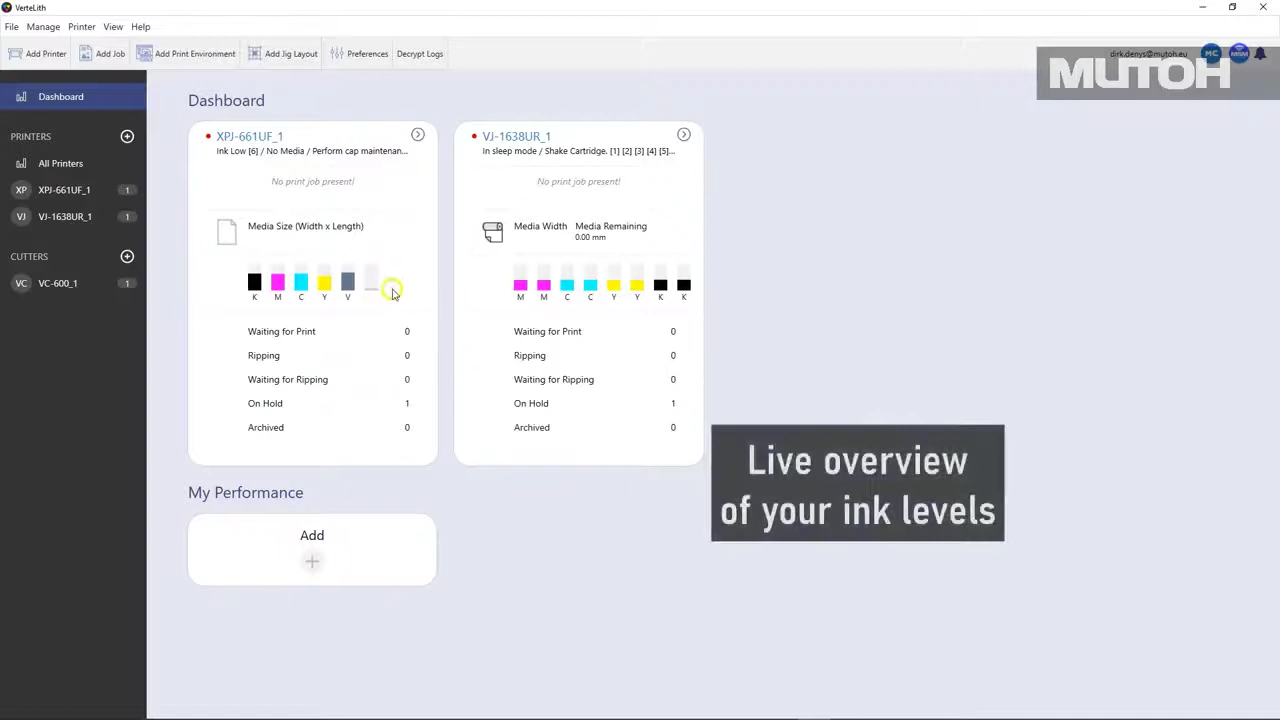 VerteLith
File Manage Printer View Help
Add Printer Add Job Add Print Environment Add Jig Layout Preferences Decrypt Logs
dirk.denys@mutoh.eu MC MSM
MUTOH
Dashboard
PRINTERS
All Printers
XP XPJ-661UF_1 1
VJ VJ-1638UR_1 1
CUTTERS
VC VC-600_1 1
Dashboard
XPJ-661UF_1
Ink Low [6] / No Media / Perform cap maintenan...
No print job present!
Media Size (Width x Length)
K M C Y V
Waiting for Print 0
Ripping 0
Waiting for Ripping 0
On Hold 1
Archived 0
VJ-1638UR_1
In sleep mode / Shake Cartridge. [1] [2] [3] [4] [5]...
No print job present!
Media Width Media Remaining
0.00 mm
M M C C Y Y K K
Waiting for Print 0
Ripping 0
Waiting for Ripping 0
On Hold 1
Archived 0
My Performance
Add
Live overview
of your ink levels